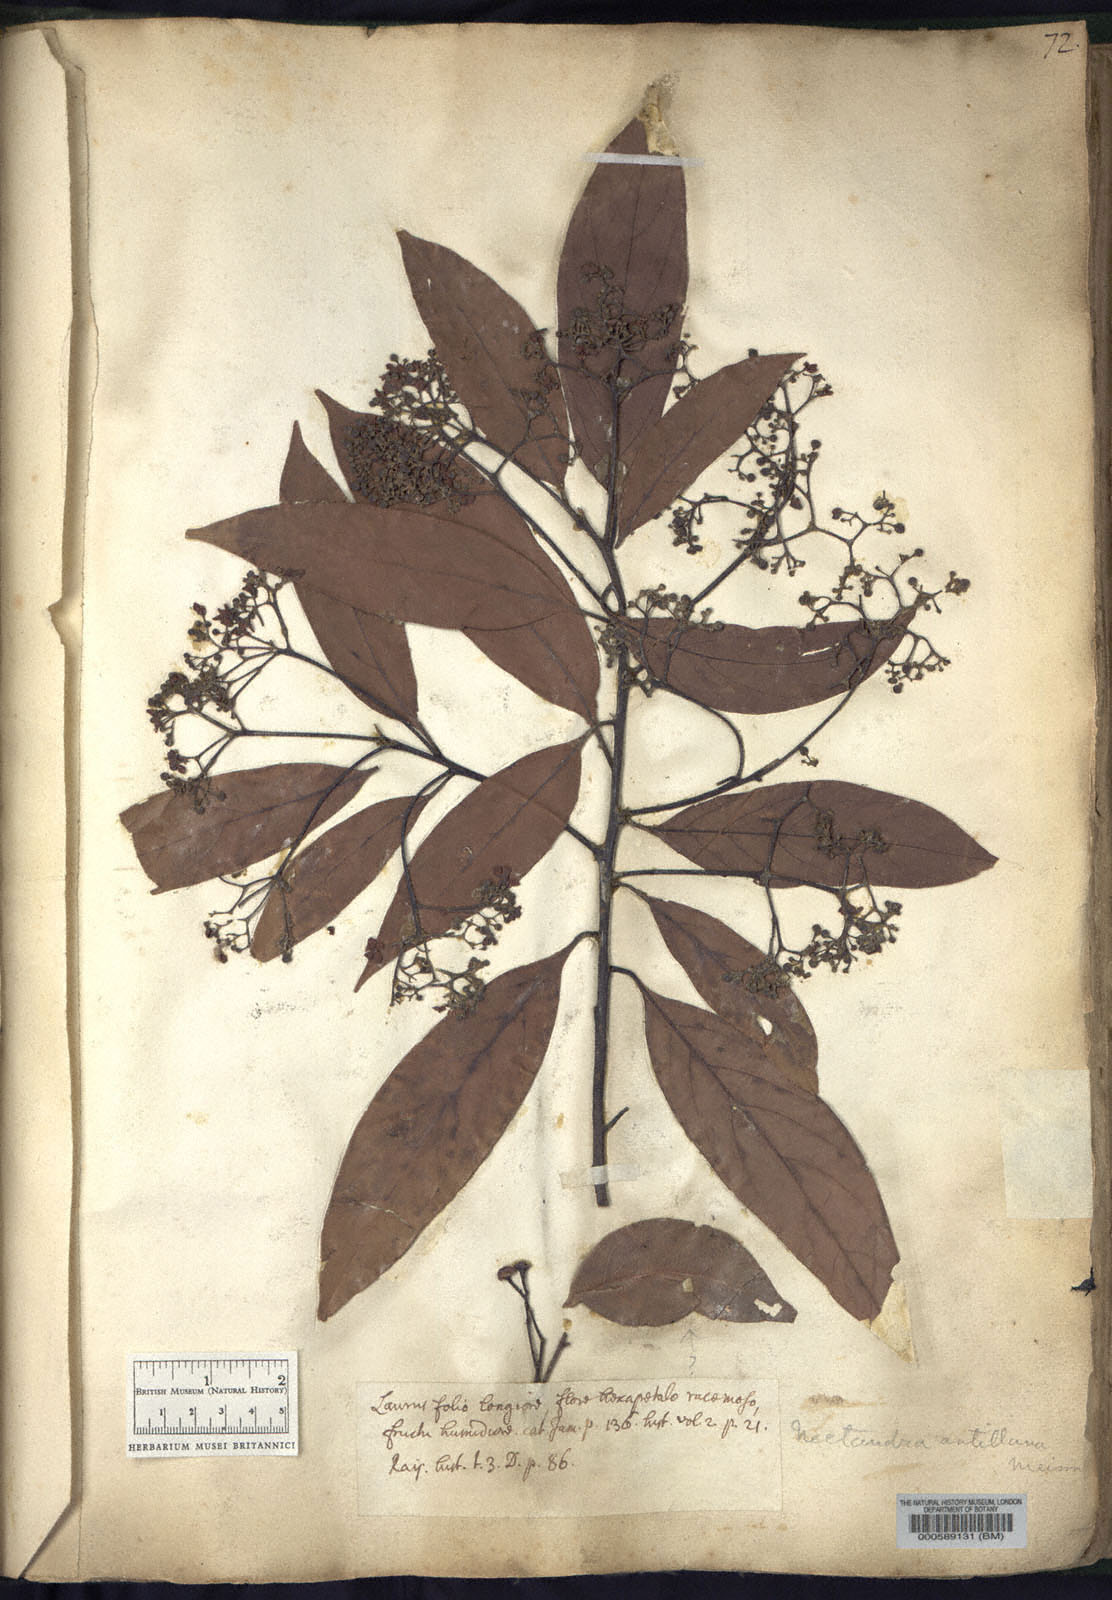 72.
BRITISH MUSEUM (NATURAL HISTORY)
HERBARIUM MUSEI BRITANNICI
1 2
1 2 3 4 5
?
Laurus folio longiore, flore hexapetalo racemoso,
fructu humidiore. cat. Jam. p. 136. hist. vol 2. p. 21.
Raij. hist. t. 3. D. p. 86.
Nectandra antillana
Meissn
THE NATURAL HISTORY MUSEUM, LONDON
DEPARTMENT OF BOTANY
000589131 (BM)